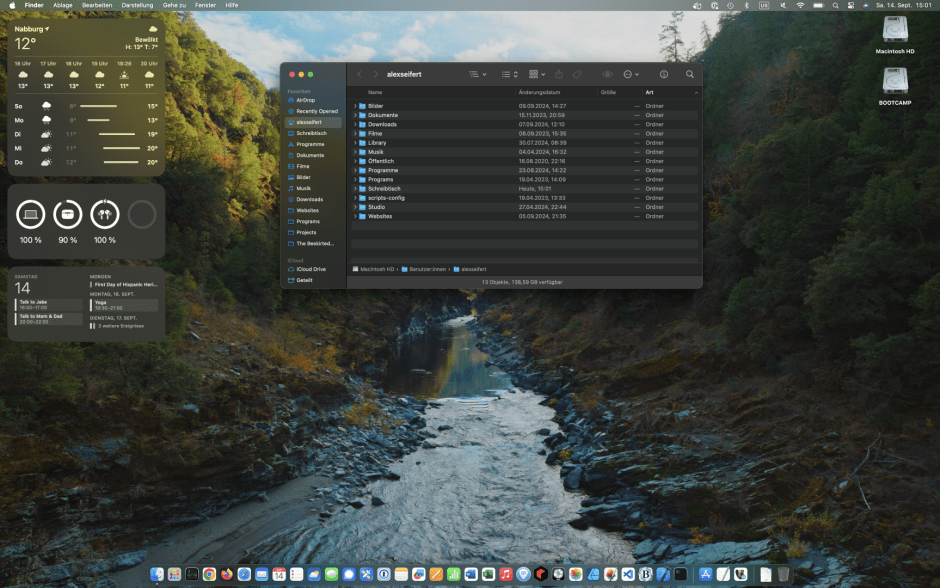 Finder Ablage Bearbeiten Darstellung Gehe zu Fenster Hilfe
US
Sa. 14. Sept. 15:01
Nabburg
12°
Bewölkt
H: 13° T: 7°
16 Uhr 17 Uhr 18 Uhr 19 Uhr 19:26 20 Uhr
13° 13° 13° 12° 11° 11°
So 8° 15°
Mo 8° 13°
Di 11° 19°
Mi 11° 20°
Do 12° 20°
100 % 90 % 100 %
SAMSTAG
14
Talk to Jake
16:00–17:00
Talk to Mom & Dad
20:00–22:00
MORGEN
First Day of Hispanic Heri...
MONTAG, 16. SEPT.
Yoga
19:30–21:00
DIENSTAG, 17. SEPT.
3 weitere Ereignisse
alexseifert
Favoriten
AirDrop
Recently Opened
alexseifert
Schreibtisch
Programme
Dokumente
Filme
Bilder
Musik
Downloads
Websites
Programs
Projects
The Beskirted...
iCloud
iCloud Drive
Geteilt
Name Änderungsdatum Größe Art
Bilder 09.09.2024, 14:27 -- Ordner
Dokumente 15.11.2023, 20:59 -- Ordner
Downloads 07.09.2024, 12:10 -- Ordner
Filme 08.09.2023, 15:35 -- Ordner
Library 30.07.2024, 08:39 -- Ordner
Musik 04.04.2024, 16:32 -- Ordner
Öffentlich 16.08.2020, 22:16 -- Ordner
Programme 23.08.2024, 14:22 -- Ordner
Programs 19.04.2023, 14:09 -- Ordner
Schreibtisch Heute, 15:01 -- Ordner
scripts-config 19.04.2023, 13:33 -- Ordner
Studio 27.04.2024, 22:44 -- Ordner
Websites 05.09.2024, 21:35 -- Ordner
Macintosh HD › Benutzer:innen › alexseifert
13 Objekte, 138,59 GB verfügbar
Macintosh HD
BOOTCAMP
14